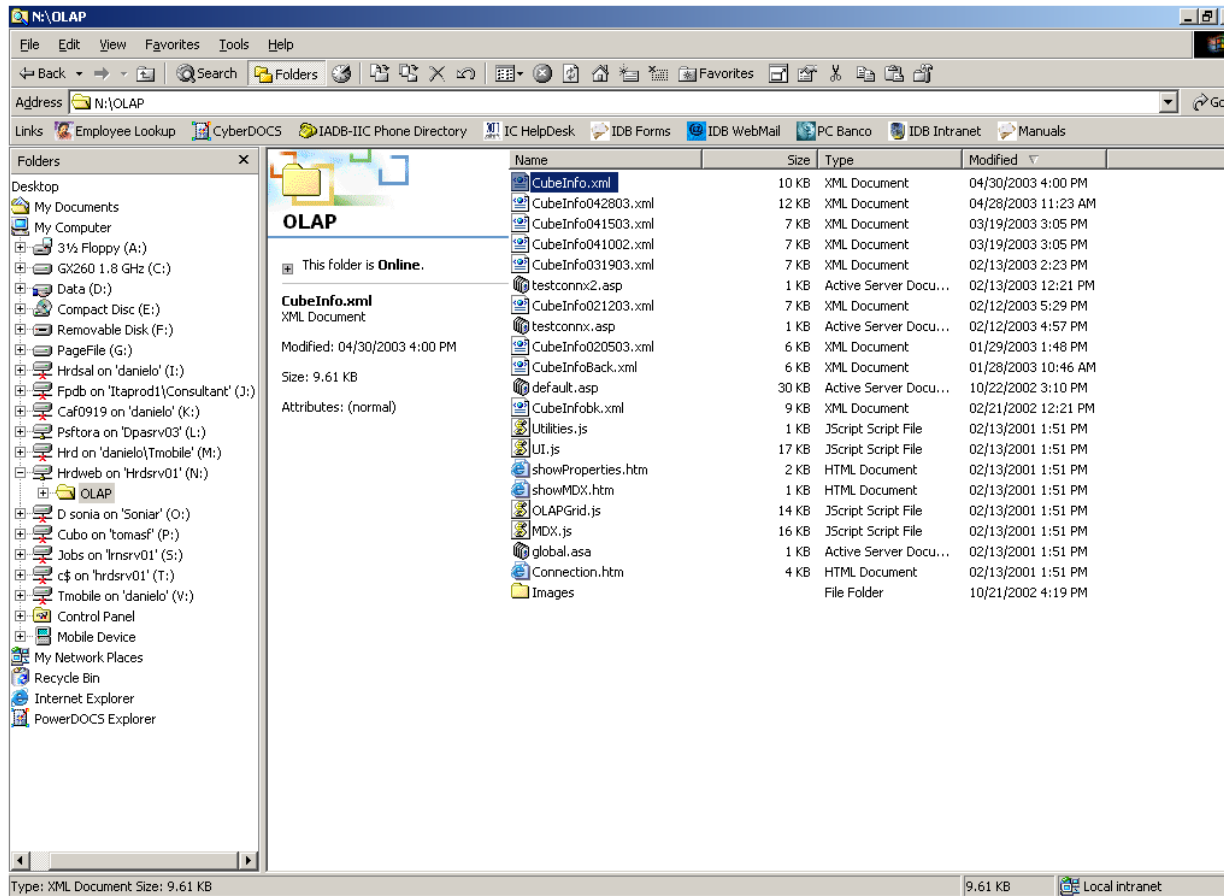 N:\OLAP
File Edit View Favorites Tools Help
Back Search Folders Favorites
Address N:\OLAP Go
Links Employee Lookup CyberDOCS IADB-IIC Phone Directory IC HelpDesk IDB Forms IDB WebMail PC Banco IDB Intranet Manuals
Folders
Desktop
My Documents
My Computer
3½ Floppy (A:)
GX260 1.8 GHz (C:)
Data (D:)
Compact Disc (E:)
Removable Disk (F:)
PageFile (G:)
Hrdsal on 'danielo' (I:)
Fpdb on 'Itaprod1\Consultant' (J:)
Caf0919 on 'danielo' (K:)
Psftora on 'Dpasrv03' (L:)
Hrd on 'danielo\Tmobile' (M:)
Hrdweb on 'Hrdsrv01' (N:)
OLAP
D sonia on 'Soniar' (O:)
Cubo on 'tomasf' (P:)
Jobs on 'lrnsrv01' (S:)
c$ on 'hrdsrv01' (T:)
Tmobile on 'danielo' (V:)
Control Panel
Mobile Device
My Network Places
Recycle Bin
Internet Explorer
PowerDOCS Explorer
OLAP
This folder is Online.
CubeInfo.xml
XML Document
Modified: 04/30/2003 4:00 PM
Size: 9.61 KB
Attributes: (normal)
Name Size Type Modified
CubeInfo.xml 10 KB XML Document 04/30/2003 4:00 PM
CubeInfo042803.xml 12 KB XML Document 04/28/2003 11:23 AM
CubeInfo041503.xml 7 KB XML Document 03/19/2003 3:05 PM
CubeInfo041002.xml 7 KB XML Document 03/19/2003 3:05 PM
CubeInfo031903.xml 7 KB XML Document 02/13/2003 2:23 PM
testconnx2.asp 1 KB Active Server Docu... 02/13/2003 12:21 PM
CubeInfo021203.xml 7 KB XML Document 02/12/2003 5:29 PM
testconnx.asp 1 KB Active Server Docu... 02/12/2003 4:57 PM
CubeInfo020503.xml 6 KB XML Document 01/29/2003 1:48 PM
CubeInfoBack.xml 6 KB XML Document 01/28/2003 10:46 AM
default.asp 30 KB Active Server Docu... 10/22/2002 3:10 PM
CubeInfobk.xml 9 KB XML Document 02/21/2002 12:21 PM
Utilities.js 1 KB JScript Script File 02/13/2001 1:51 PM
UI.js 17 KB JScript Script File 02/13/2001 1:51 PM
showProperties.htm 2 KB HTML Document 02/13/2001 1:51 PM
showMDX.htm 1 KB HTML Document 02/13/2001 1:51 PM
OLAPGrid.js 14 KB JScript Script File 02/13/2001 1:51 PM
MDX.js 16 KB JScript Script File 02/13/2001 1:51 PM
global.asa 1 KB Active Server Docu... 02/13/2001 1:51 PM
Connection.htm 4 KB HTML Document 02/13/2001 1:51 PM
Images File Folder 10/21/2002 4:19 PM
Type: XML Document Size: 9.61 KB 9.61 KB Local intranet